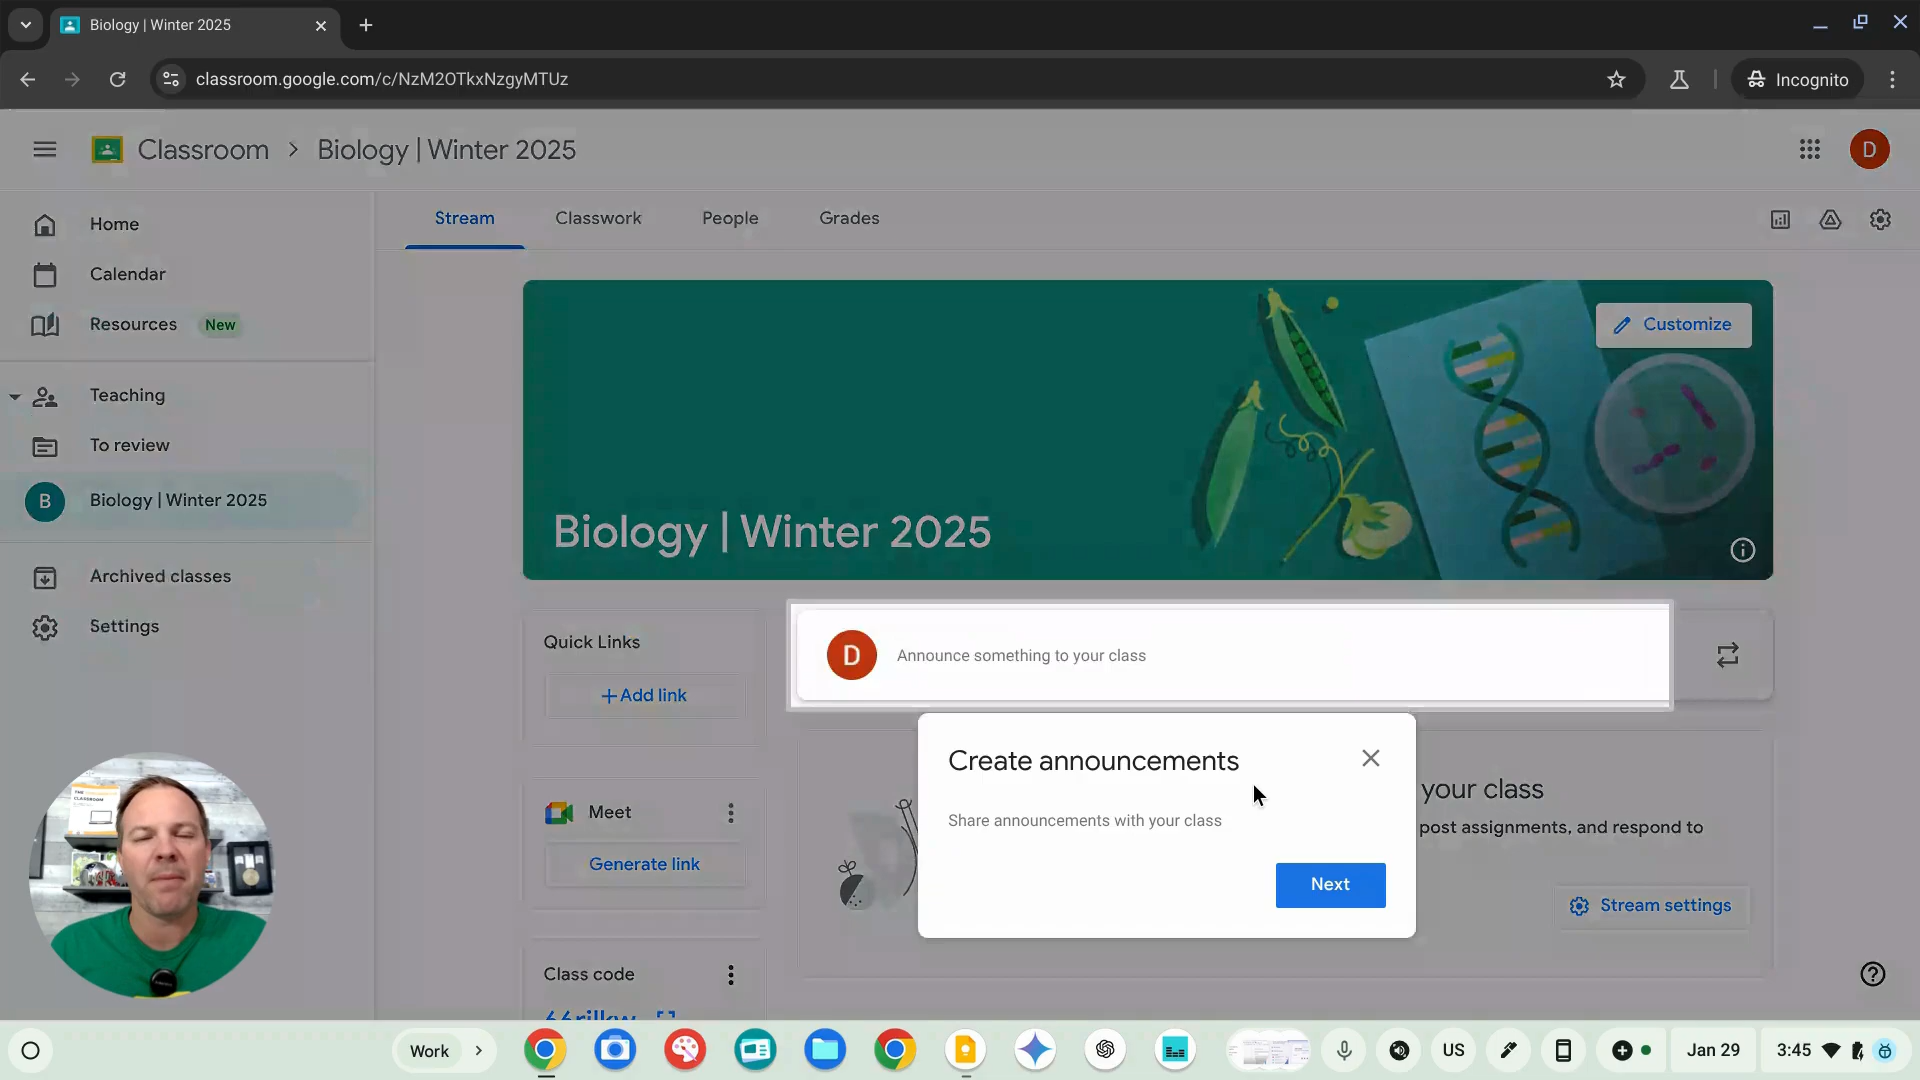 Biology | Winter 2025
classroom.google.com/c/NzM2OTkxNzgyMTUz
Incognito
Classroom > Biology | Winter 2025
D
Home
Calendar
Resources New
Teaching
To review
B Biology | Winter 2025
Archived classes
Settings
Stream Classwork People Grades
Customize
Biology | Winter 2025
Quick Links
+ Add link
D Announce something to your class
Create announcements
Share announcements with your class
Next
your class
post assignments, and respond to
Stream settings
Meet
Generate link
Class code
Work
US
Jan 29
3:45